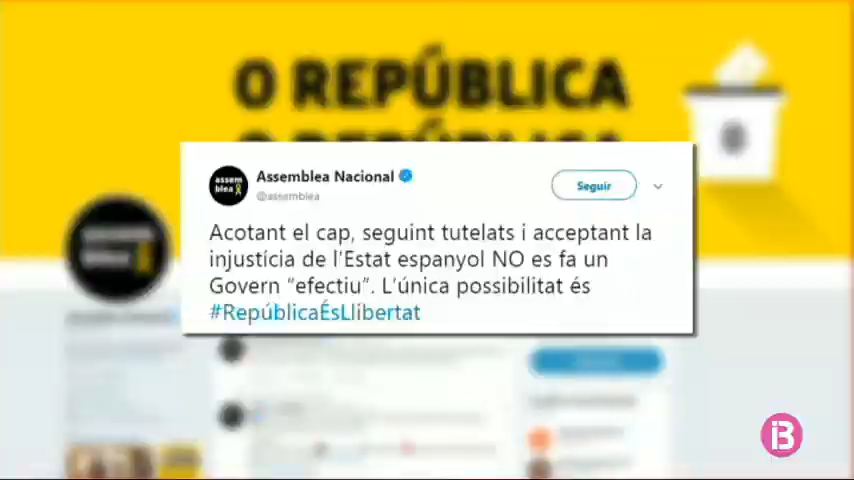 O REPÚBLICA
assem
blea
Assemblea Nacional
@assemblea
Seguir
Acotant el cap, seguint tutelats i acceptant la
injustícia de l'Estat espanyol NO es fa un
Govern "efectiu". L'única possibilitat és
#RepúblicaÉsLlibertat
IB